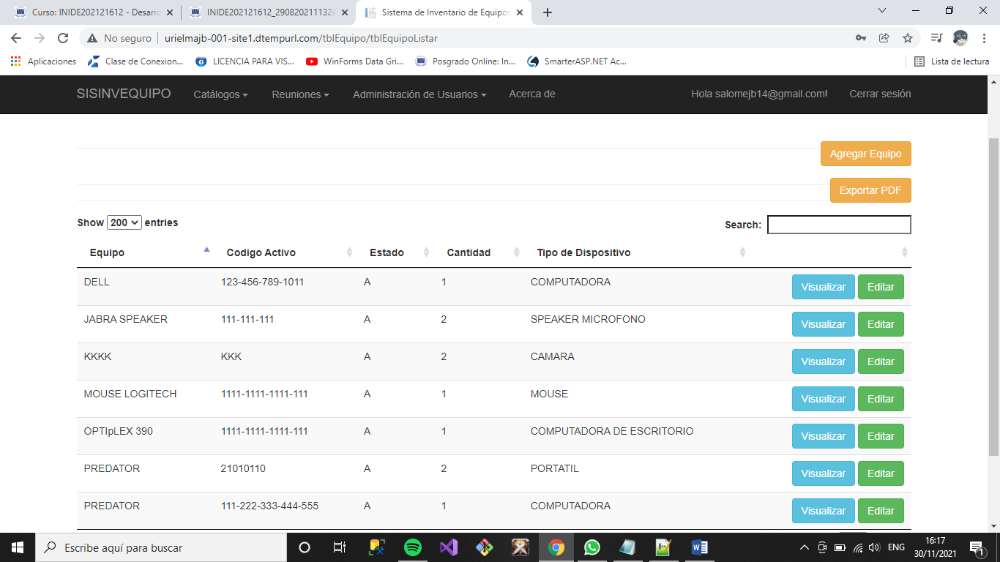 Curso: INIDE202121612 - Desarro
INIDE202121612_290820211132
Sistema de Inventario de Equipos
No seguro
urielmajb-001-site1.dtempurl.com/tblEquipo/tblEquipoListar
Aplicaciones
Clase de Conexion...
LICENCIA PARA VIS...
WinForms Data Gri...
Posgrado Online: In...
SmarterASP.NET Ac...
Lista de lectura
SISINVEQUIPO Catálogos Reuniones Administración de Usuarios Acerca de Hola salomejb14@gmail.com! Cerrar sesión
Agregar Equipo
Exportar PDF
Show 200 entries
Search:
Equipo Codigo Activo Estado Cantidad Tipo de Dispositivo
DELL 123-456-789-1011 A 1 COMPUTADORA Visualizar Editar
JABRA SPEAKER 111-111-111 A 2 SPEAKER MICROFONO Visualizar Editar
KKKK KKK A 2 CAMARA Visualizar Editar
MOUSE LOGITECH 1111-1111-1111-111 A 1 MOUSE Visualizar Editar
OPTIpLEX 390 1111-1111-1111-111 A 1 COMPUTADORA DE ESCRITORIO Visualizar Editar
PREDATOR 21010110 A 2 PORTATIL Visualizar Editar
PREDATOR 111-222-333-444-555 A 1 COMPUTADORA Visualizar Editar
Escribe aquí para buscar
ENG
16:17
30/11/2021
1